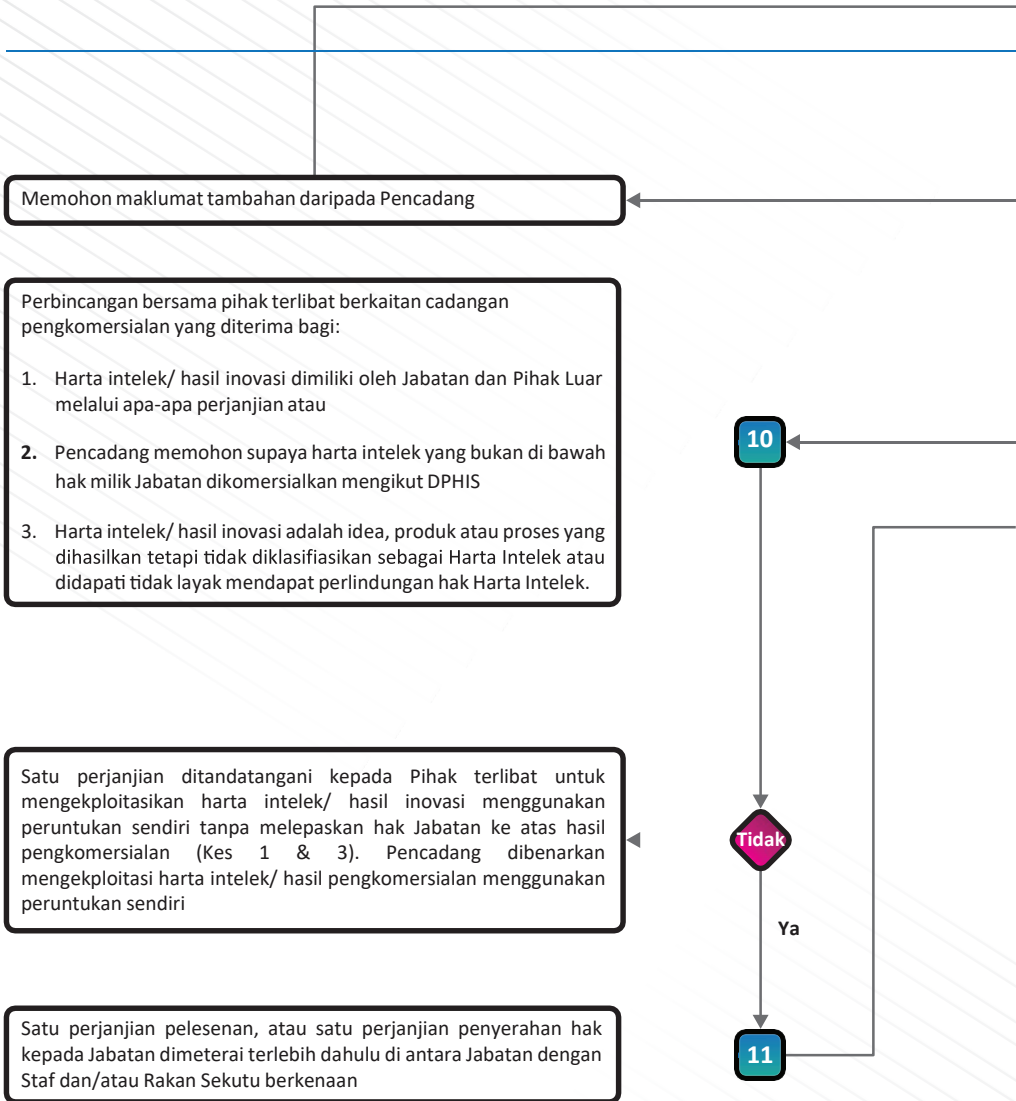 Memohon maklumat tambahan daripada Pencadang
Perbincangan bersama pihak terlibat berkaitan cadangan
pengkomersialan yang diterima bagi:
1. Harta intelek/ hasil inovasi dimiliki oleh Jabatan dan Pihak Luar
melalui apa-apa perjanjian atau
2. Pencadang memohon supaya harta intelek yang bukan di bawah
hak milik Jabatan dikomersialkan mengikut DPHIS
3. Harta intelek/ hasil inovasi adalah idea, produk atau proses yang
dihasilkan tetapi tidak diklasifiasikan sebagai Harta Intelek atau
didapati tidak layak mendapat perlindungan hak Harta Intelek.
10
Satu perjanjian ditandatangani kepada Pihak terlibat untuk
mengekploitasikan harta intelek/ hasil inovasi menggunakan
peruntukan sendiri tanpa melepaskan hak Jabatan ke atas hasil
pengkomersialan (Kes 1 & 3). Pencadang dibenarkan
mengekploitasi harta intelek/ hasil pengkomersialan menggunakan
peruntukan sendiri
Tidak
Ya
Satu perjanjian pelesenan, atau satu perjanjian penyerahan hak
kepada Jabatan dimeterai terlebih dahulu di antara Jabatan dengan
Staf dan/atau Rakan Sekutu berkenaan
11